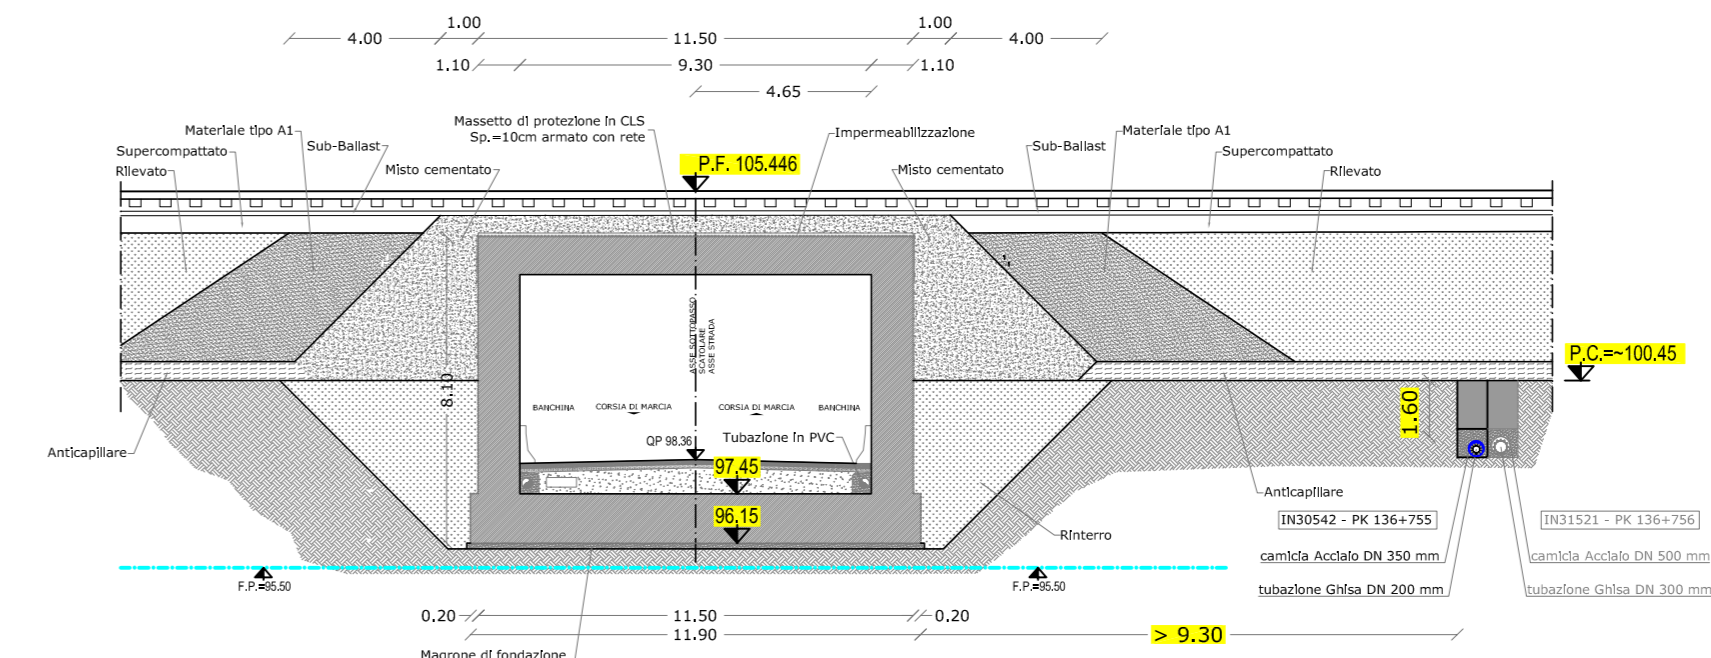 1.00
1.00
4.00
11.50
4.00
1.10
9.30
1.10
4.65
Massetto di protezione in CLS
Sp.=10cm armato con rete
Materiale tipo A1
Impermeabilizzazione
Materiale tipo A1
Supercompattato
Sub-Ballast
Sub-Ballast
Supercompattato
Rilevato
Misto cementato
P.F. 105.446
Misto cementato
Rilevato
ASSE SOTTOPASSO
SCATOLARE
ASSE STRADA
P.C.=~100.45
8.10
1.60
BANCHINA
CORSIA DI MARCIA
CORSIA DI MARCIA
BANCHINA
QP 98.36
Tubazione in PVC
Anticapillare
97.45
Anticapillare
96.15
IN30542 - PK 136+755
IN31521 - PK 136+756
Rinterro
camicia Acciaio DN 350 mm
camicia Acciaio DN 500 mm
F.P.=95.50
F.P.=95.50
tubazione Ghisa DN 200 mm
tubazione Ghisa DN 300 mm
0.20
11.50
0.20
11.90
> 9.30
Magrone di fondazione